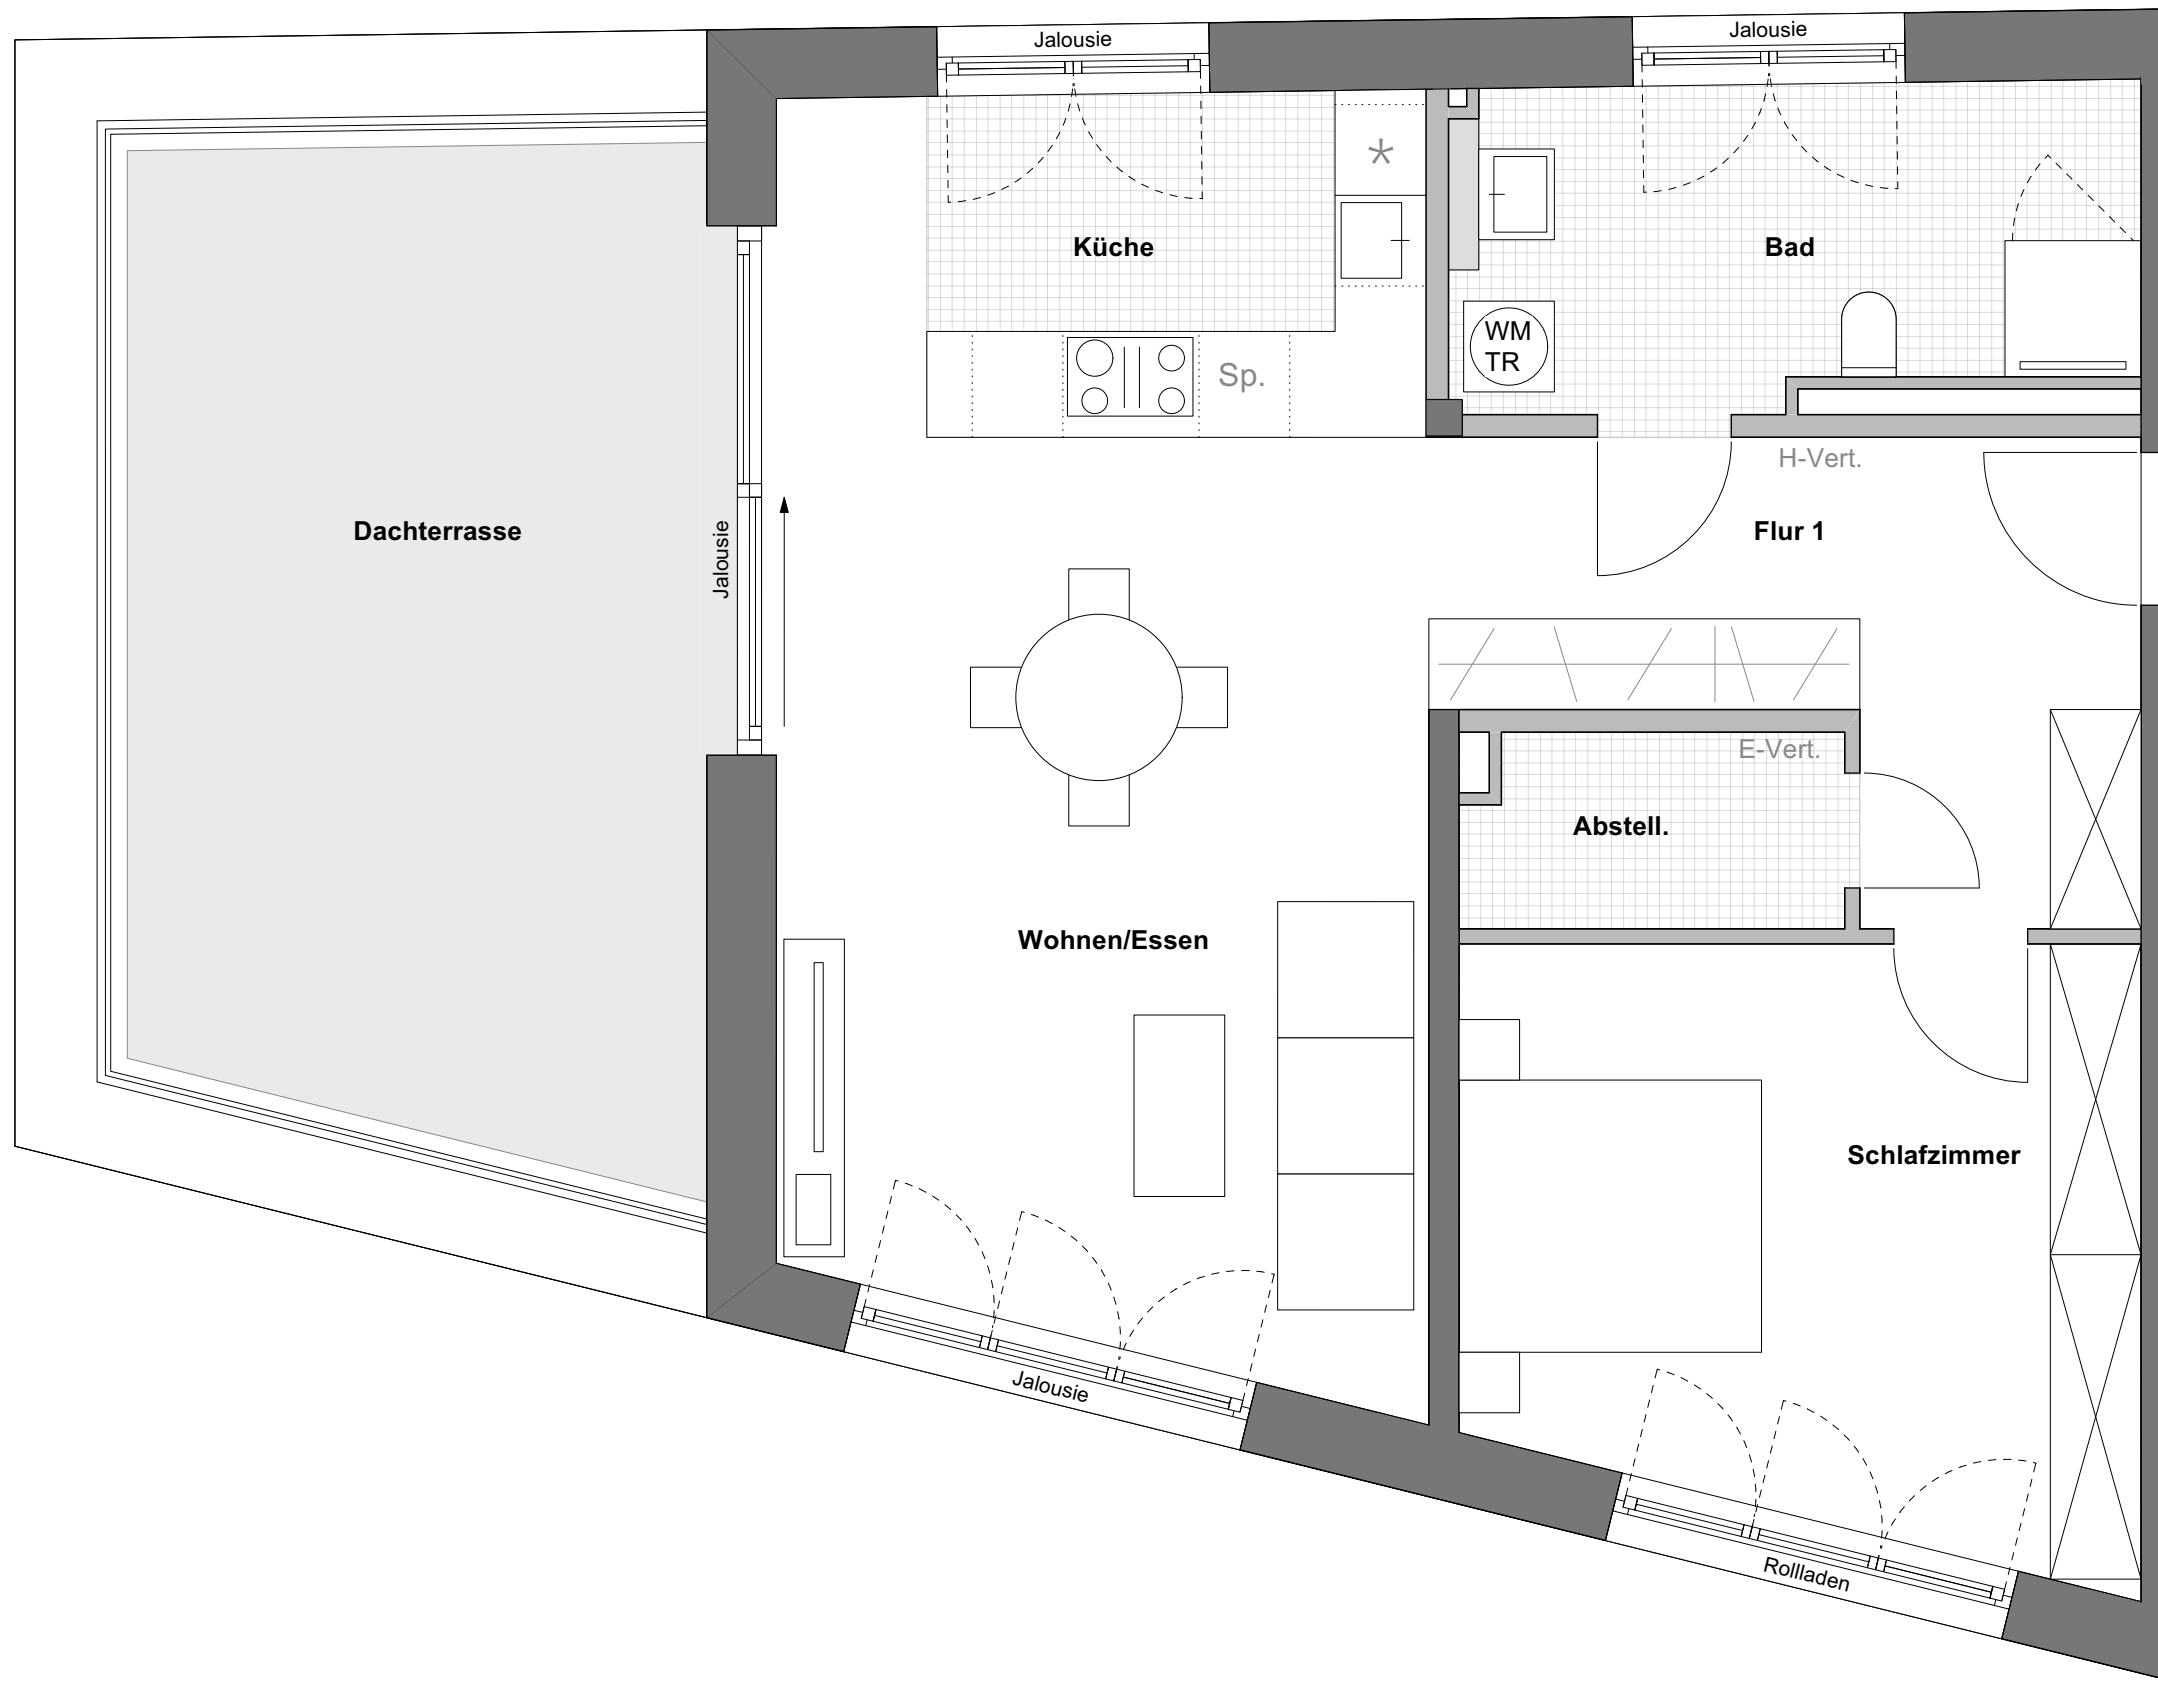 Jalousie
Jalousie
Küche
Bad
WM
TR
Sp.
H-Vert.
Dachterrasse
Jalousie
Flur 1
E-Vert.
Abstell.
Wohnen/Essen
Schlafzimmer
Jalousie
Rollladen